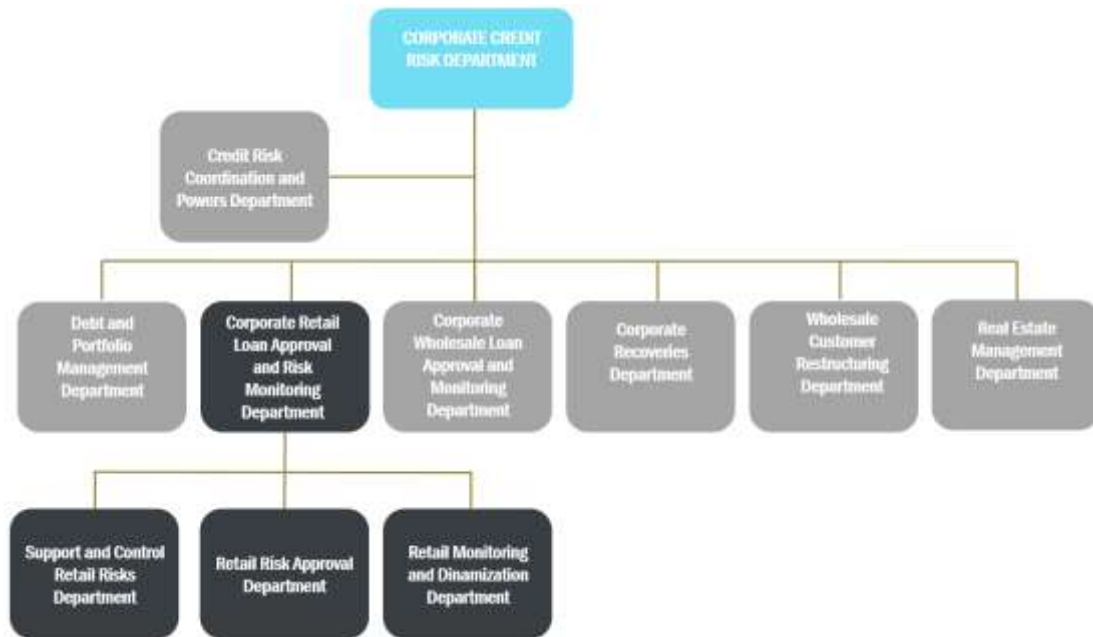 CORPORATE CREDIT
RISK DEPARTMENT
Credit Risk
Coordination and
Powers Department
Debt and
Portfolio
Management
Department
Corporate Retail
Loan Approval
and Risk
Monitoring
Department
Corporate
Wholesale Loan
Approval and
Monitoring
Department
Corporate
Recoveries
Department
Wholesale
Customer
Restructuring
Department
Real Estate
Management
Department
Support and Control
Retail Risks
Department
Retail Risk Approval
Department
Retail Monitoring
and Dinamization
Department